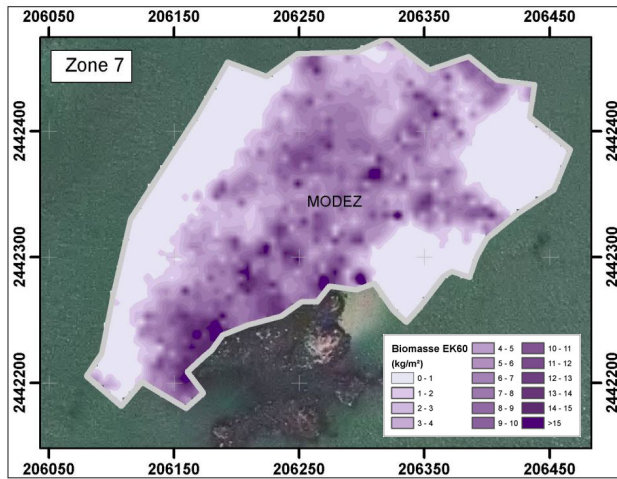 206050 206150 206250 206350 206450
Zone 7
2442400 2442400
MODEZ
2442300 2442300
2442200 2442200
Biomasse EK60
(kg/m²)
0 - 1
1 - 2
2 - 3
3 - 4
4 - 5
5 - 6
6 - 7
7 - 8
8 - 9
9 - 10
10 - 11
11 - 12
12 - 13
13 - 14
14 - 15
>15
206050 206150 206250 206350 206450